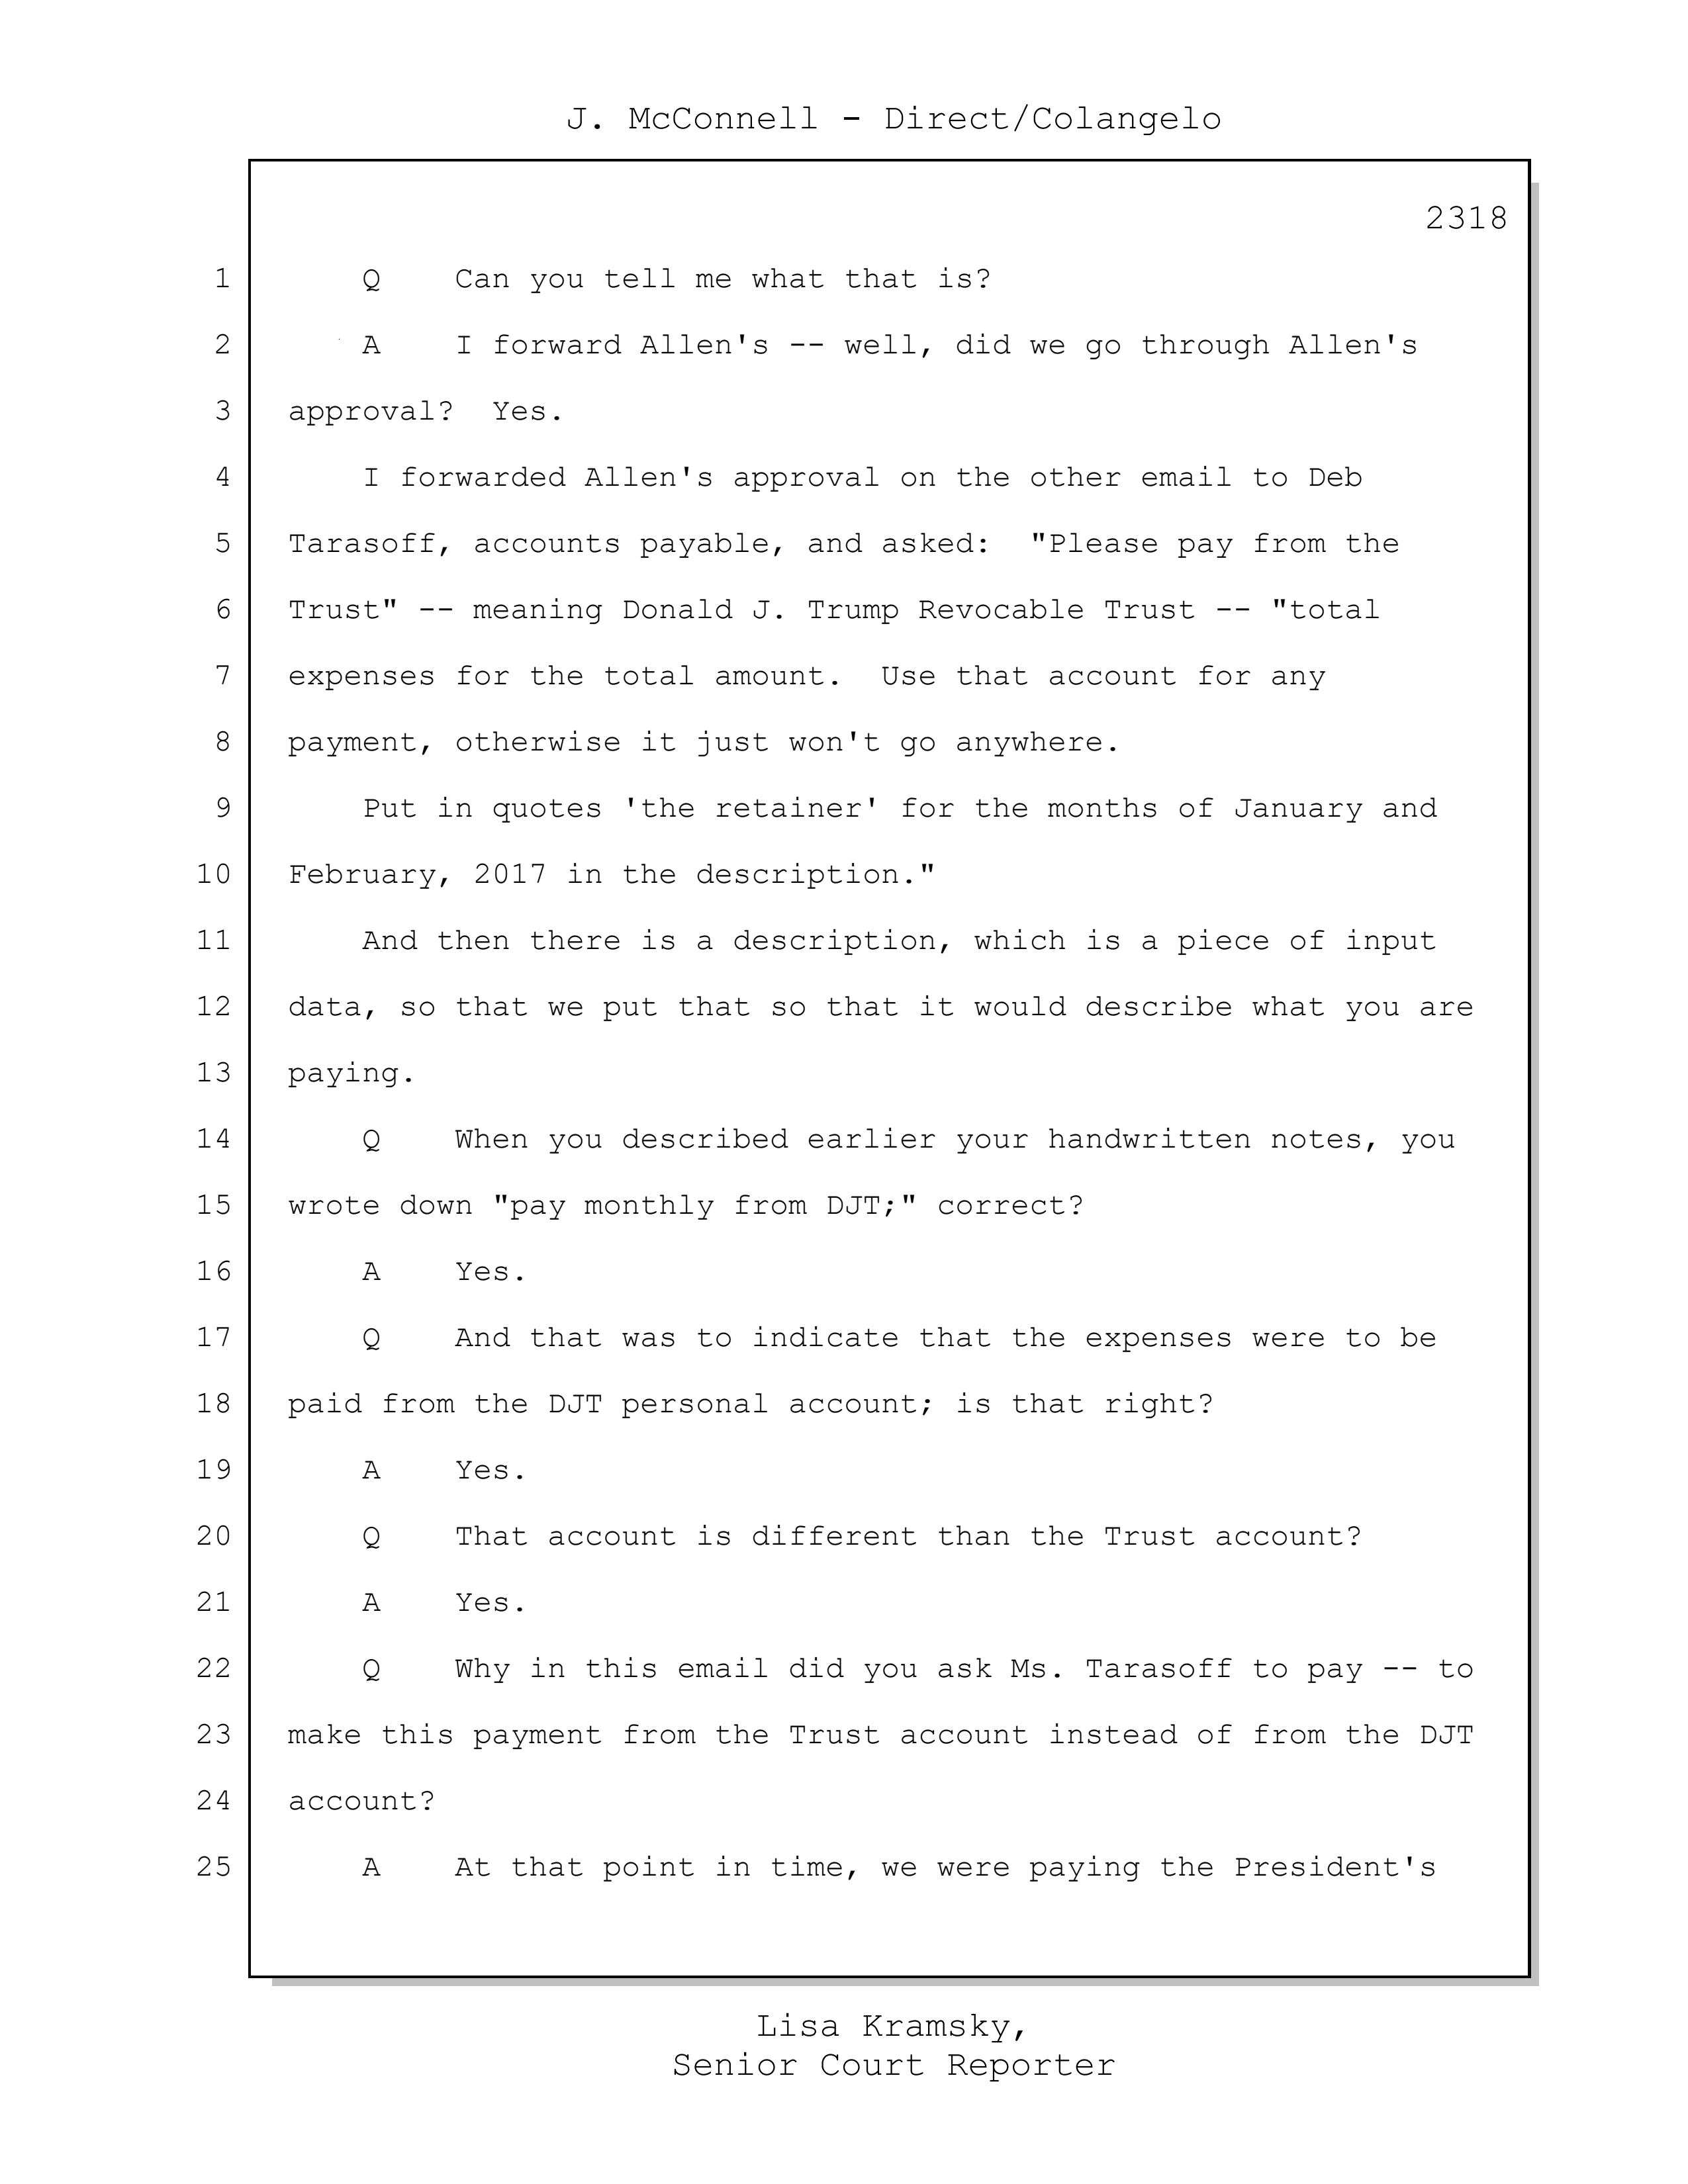 J. McConnell - Direct/Colangelo
2318
1 Q Can you tell me what that is?
2 A I forward Allen's -- well, did we go through Allen's
3 approval? Yes.
4 I forwarded Allen's approval on the other email to Deb
5 Tarasoff, accounts payable, and asked: "Please pay from the
6 Trust" -- meaning Donald J. Trump Revocable Trust -- "total
7 expenses for the total amount. Use that account for any
8 payment, otherwise it just won't go anywhere.
9 Put in quotes 'the retainer' for the months of January and
10 February, 2017 in the description."
11 And then there is a description, which is a piece of input
12 data, so that we put that so that it would describe what you are
13 paying.
14 Q When you described earlier your handwritten notes, you
15 wrote down "pay monthly from DJT;" correct?
16 A Yes.
17 Q And that was to indicate that the expenses were to be
18 paid from the DJT personal account; is that right?
19 A Yes.
20 Q That account is different than the Trust account?
21 A Yes.
22 Q Why in this email did you ask Ms. Tarasoff to pay -- to
23 make this payment from the Trust account instead of from the DJT
24 account?
25 A At that point in time, we were paying the President's
Lisa Kramsky,
Senior Court Reporter